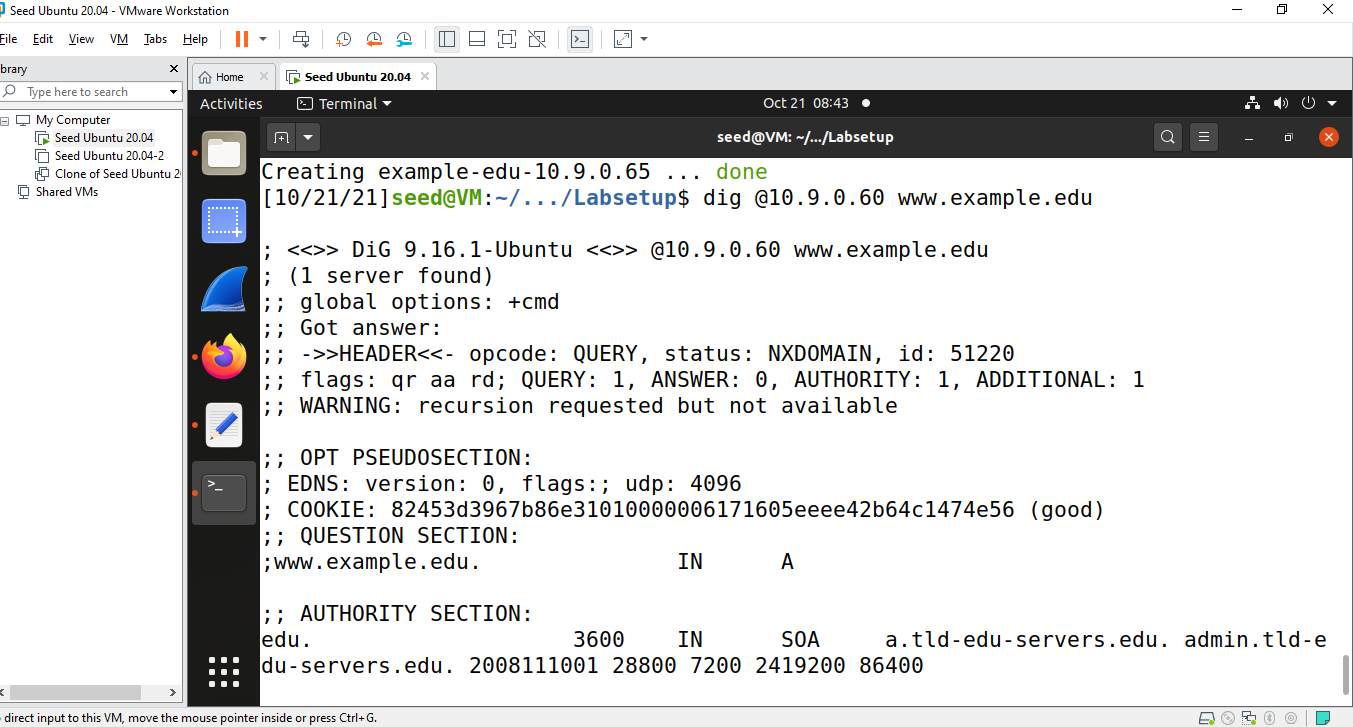 Seed Ubuntu 20.04 - VMware Workstation
File Edit View VM Tabs Help
brary
Home
Seed Ubuntu 20.04
Type here to search
My Computer
Seed Ubuntu 20.04
Seed Ubuntu 20.04-2
Clone of Seed Ubuntu 2
Shared VMs
Activities
Terminal
Oct 21 08:43
seed@VM: ~/.../Labsetup
Creating example-edu-10.9.0.65 ... done
[10/21/21]seed@VM:~/.../Labsetup$ dig @10.9.0.60 www.example.edu
; <<>> DiG 9.16.1-Ubuntu <<>> @10.9.0.60 www.example.edu
; (1 server found)
;; global options: +cmd
;; Got answer:
;; ->>HEADER<<- opcode: QUERY, status: NXDOMAIN, id: 51220
;; flags: qr aa rd; QUERY: 1, ANSWER: 0, AUTHORITY: 1, ADDITIONAL: 1
;; WARNING: recursion requested but not available
;; OPT PSEUDOSECTION:
; EDNS: version: 0, flags:; udp: 4096
; COOKIE: 82453d3967b86e31010000006171605eeee42b64c1474e56 (good)
;; QUESTION SECTION:
;www.example.edu. IN A
;; AUTHORITY SECTION:
edu. 3600 IN SOA a.tld-edu-servers.edu. admin.tld-e
du-servers.edu. 2008111001 28800 7200 2419200 86400
direct input to this VM, move the mouse pointer inside or press Ctrl+G.